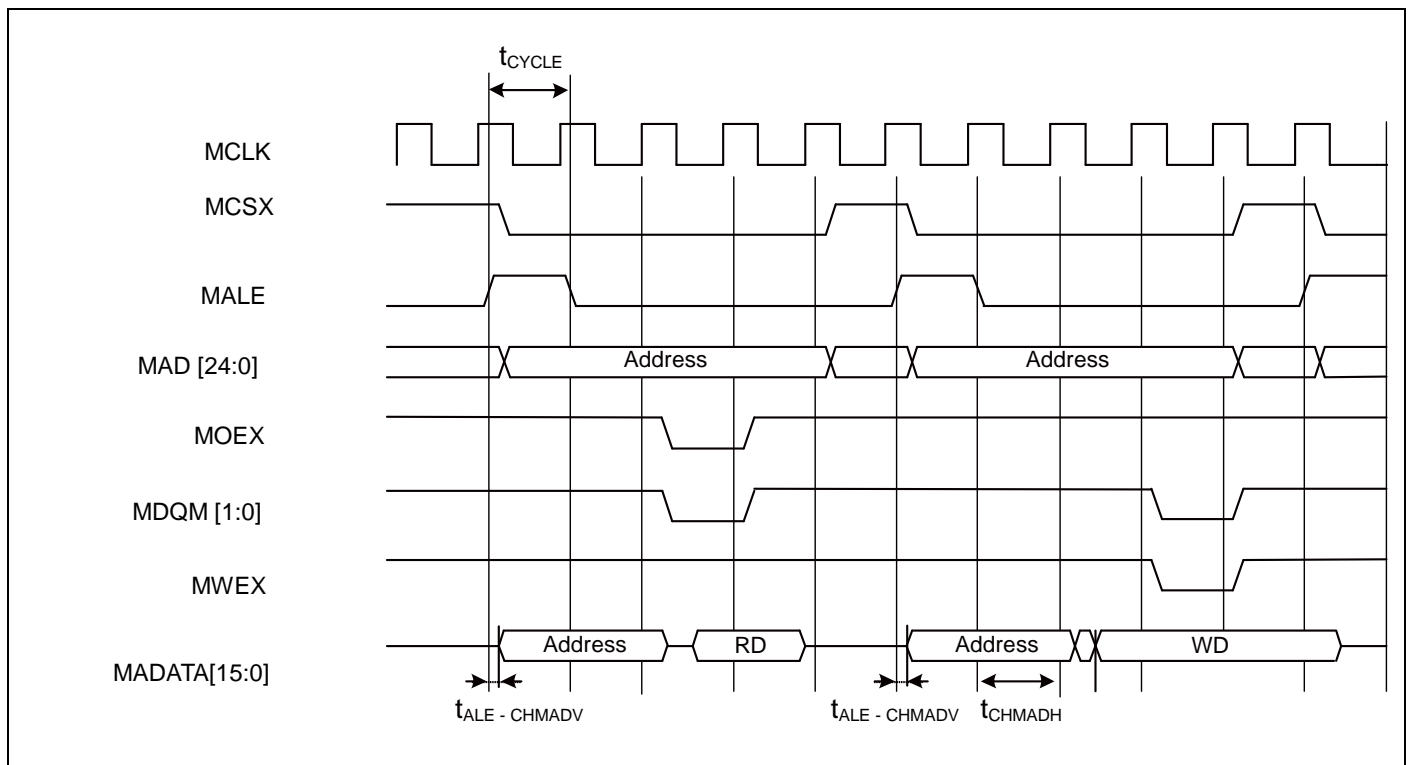 tCYCLE
MCLK
MCSX
MALE
MAD [24:0]
Address
Address
MOEX
MDQM [1:0]
MWEX
MADATA[15:0]
Address
RD
Address
WD
tALE - CHMADV
tALE - CHMADV
tCHMADH